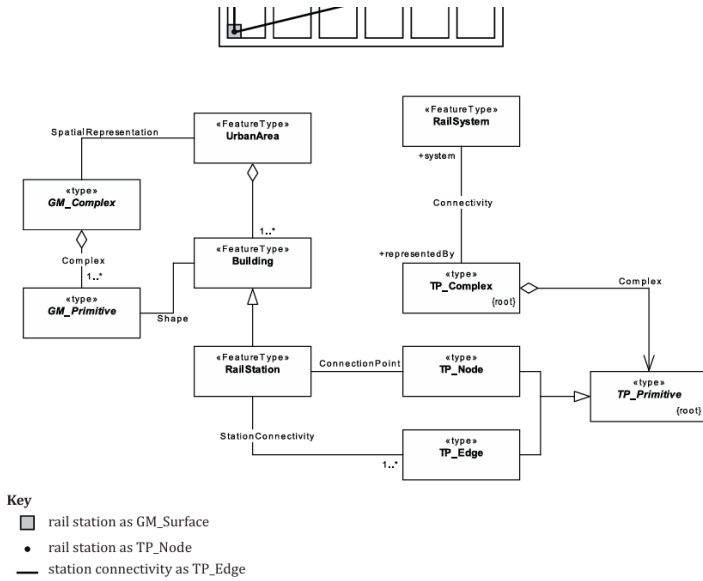 «FeatureType»
RailSystem
«FeatureType»
UrbanArea
SpatialRepresentation
+system
«type»
GM_Complex
Connectivity
1..*
+representedBy
«FeatureType»
Building
Complex
1..*
«type»
TP_Complex
{root}
Complex
«type»
GM_Primitive
Shape
«FeatureType»
RailStation
ConnectionPoint
«type»
TP_Node
«type»
TP_Primitive
{root}
StationConnectivity
1..*
«type»
TP_Edge
Key
rail station as GM_Surface
rail station as TP_Node
station connectivity as TP_Edge